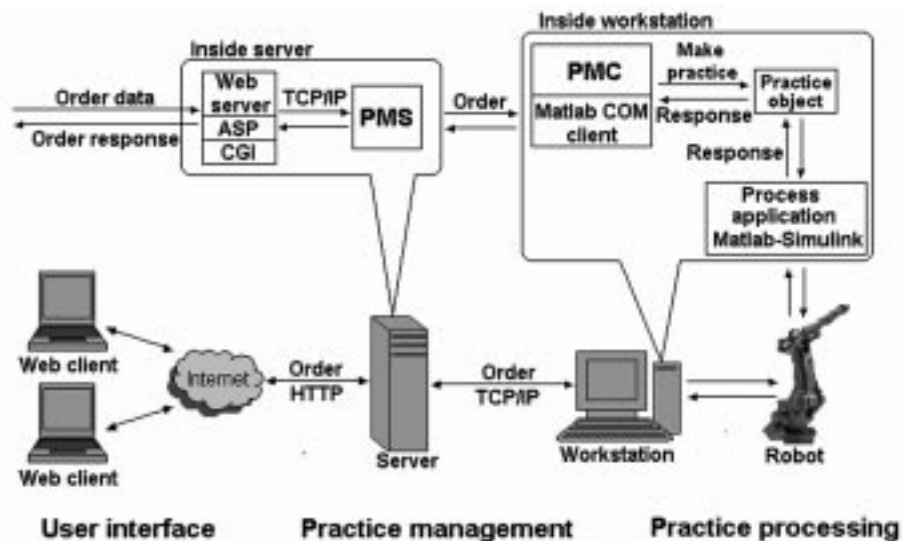 Inside server
Inside workstation
Order data
Order response
Web
server
ASP
CGI
TCP/IP
PMS
Order
PMC
Matlab COM
client
Make
practice
Response
Practice
object
Response
Process
application
Matlab-Simulink
Web client
Web client
Internet
Order
HTTP
Server
Order
TCP/IP
Workstation
Robot
User interface
Practice management
Practice processing